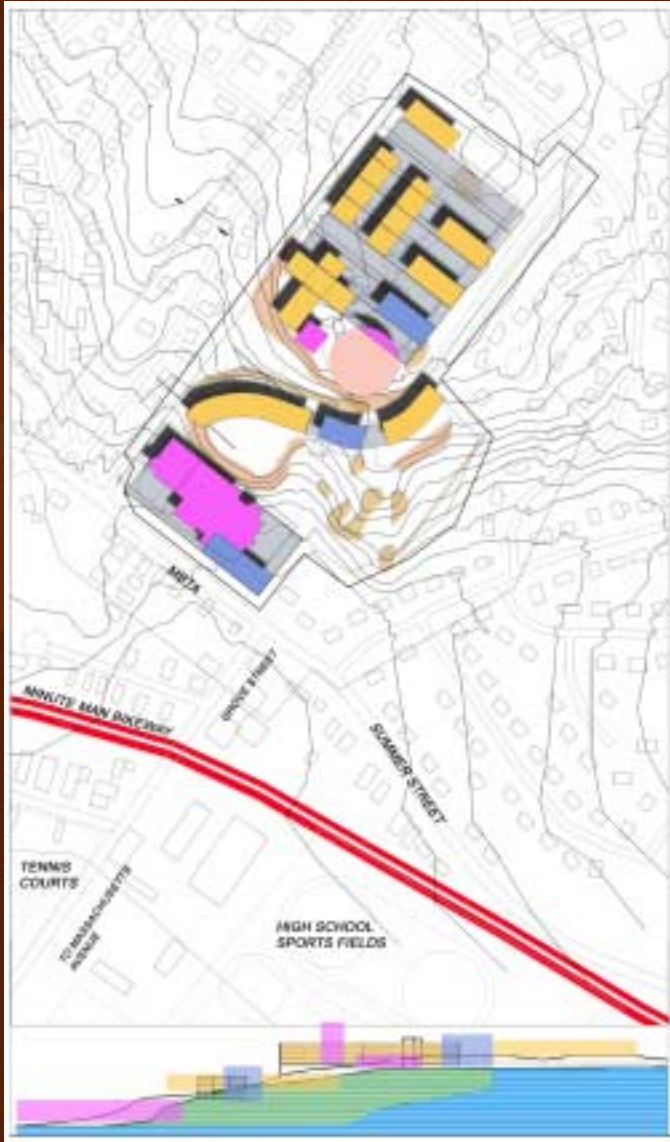 MBTA
GROVE STREET
MINUTE MAN BIKEWAY
SUMMER STREET
TENNIS
COURTS
TO MASSACHUSETTS
AVENUE
HIGH SCHOOL
SPORTS FIELDS